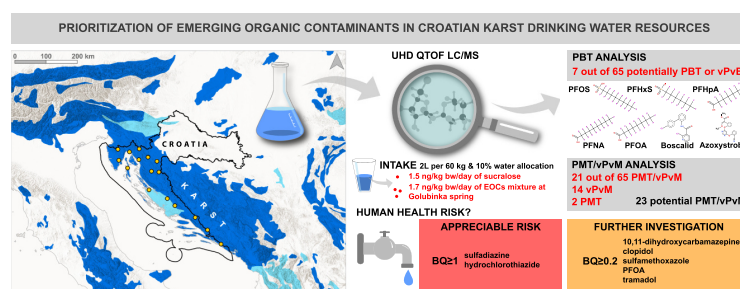 PRIORITIZATION OF EMERGING ORGANIC CONTAMINANTS IN CROATIAN KARST DRINKING WATER RESOURCES
0 100 200 km
CROATIA
KARST
UHD QTOF LC/MS
INTAKE 2L per 60 kg & 10% water allocation
1.5 ng/kg bw/day of sucralose
1.7 ng/kg bw/day of EOCs mixture at
Golubinka spring
HUMAN HEALTH RISK?
APPRECIABLE RISK
BQ≥1
sulfadiazine
hydrochlorothiazide
PBT ANALYSIS
7 out of 65 potentially PBT or vPvB
PFOS PFHxS PFHpA
PFNA PFOA Boscalid Azoxystrob
PMT/vPvM ANALYSIS
21 out of 65 PMT/vPvM
14 vPvM
2 PMT 23 potential PMT/vPvM
FURTHER INVESTIGATION
BQ≥0.2
10,11-dihydroxycarbamazepine
clopidol
sulfamethoxazole
PFOA
tramadol